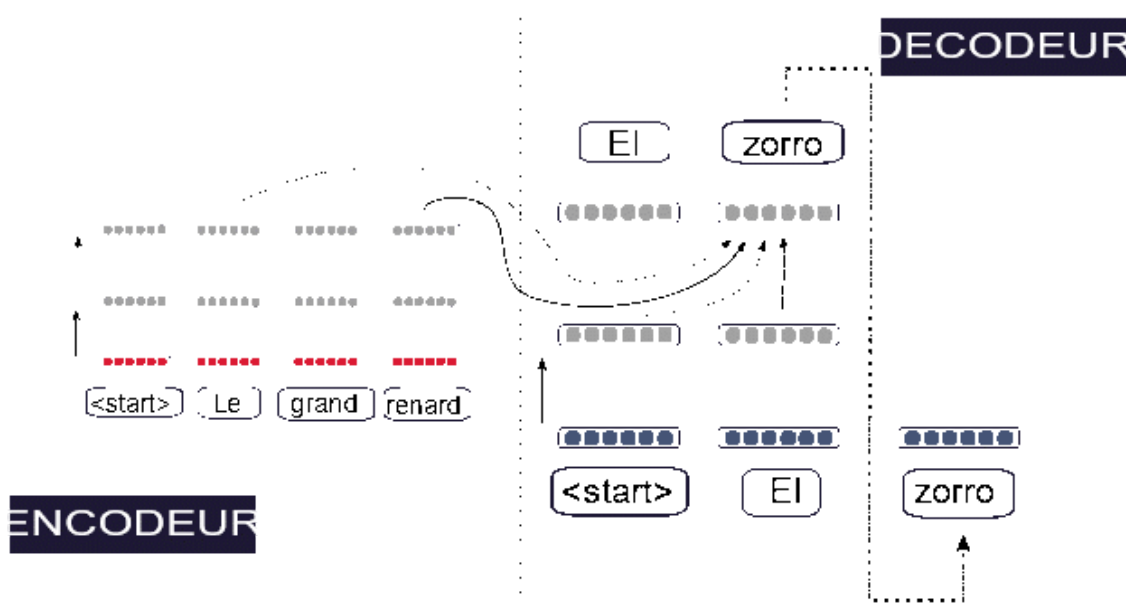 DECODEUR
El zorro
<start> Le grand renard
<start> El zorro
ENCODEUR